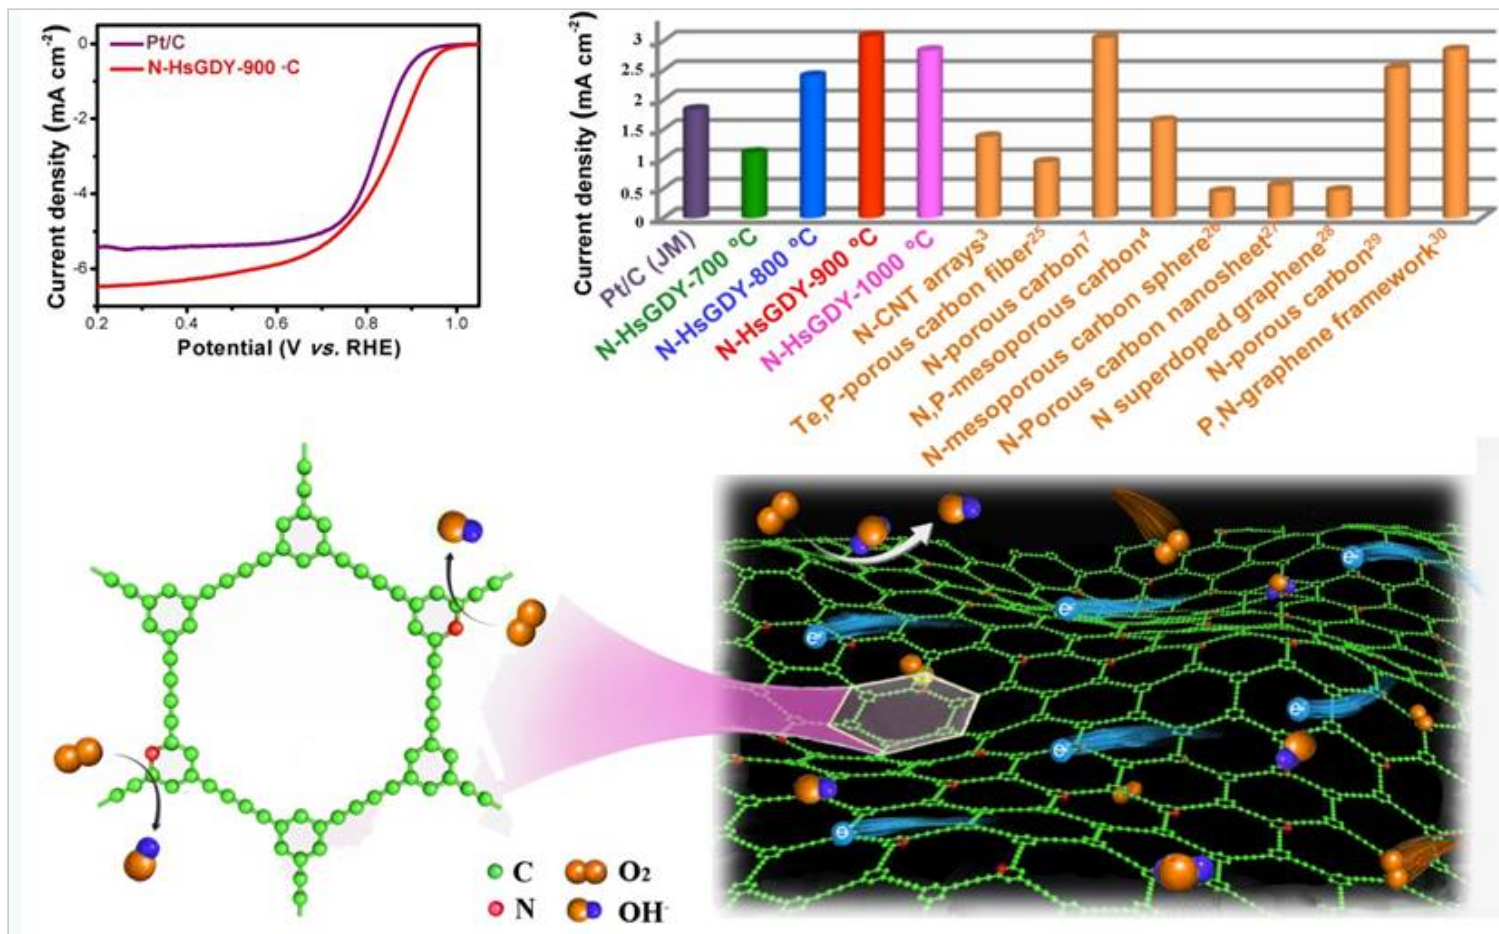 Pt/C
N-HsGDY-900 °C
Current density (mA cm⁻²)
0
-2
-4
-6
0.2 0.4 0.6 0.8 1.0
Potential (V vs. RHE)
Current density (mA cm⁻²)
3
2.5
2
1.5
1
0.5
0
Pt/C (JM)
N-HsGDY-700 °C
N-HsGDY-800 °C
N-HsGDY-900 °C
N-HsGDY-1000 °C
N-CNT arrays³
Te,P-porous carbon fiber²⁵
N-porous carbon⁷
N,P-mesoporous carbon⁴
N-mesoporous carbon sphere²⁶
N-Porous carbon nanosheet²⁷
N superdoped graphene²⁸
N-porous carbon²⁹
P,N-graphene framework³⁰
e⁻
e⁻
e⁻
e⁻
e⁻
e⁻
C O₂
N OH⁻